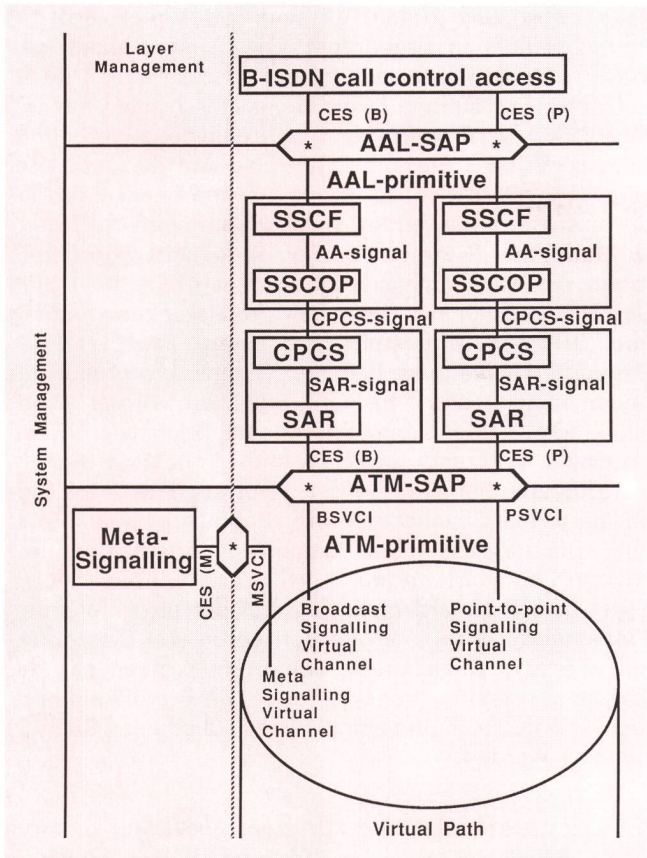 Layer
Management
B-ISDN call control access
CES (B)
CES (P)
* AAL-SAP *
AAL-primitive
SSCF
SSCF
AA-signal
AA-signal
SSCOP
SSCOP
CPCS-signal
CPCS-signal
CPCS
CPCS
SAR-signal
SAR-signal
SAR
SAR
CES (B)
CES (P)
* ATM-SAP *
System Management
BSVCI
PSVCI
Meta-
Signalling
*
CES (M)
MSVCI
ATM-primitive
Broadcast
Signalling
Virtual
Channel
Point-to-point
Signalling
Virtual
Channel
Meta
Signalling
Virtual
Channel
Virtual Path